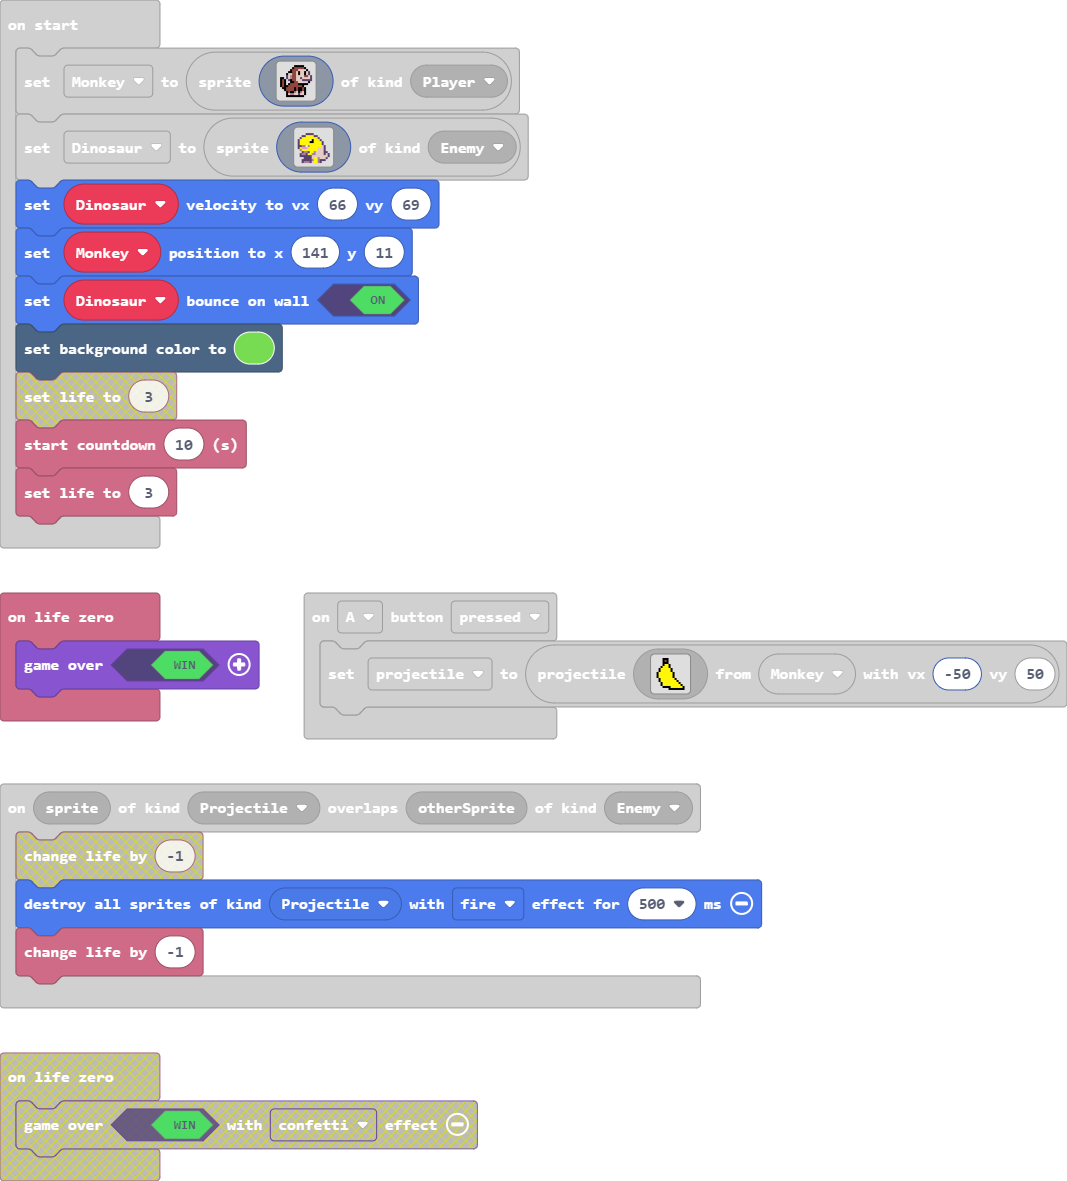 on start
set Monkey to sprite of kind Player
set Dinosaur to sprite of kind Enemy
set Dinosaur velocity to vx 66 vy 69
set Monkey position to x 141 y 11
set Dinosaur bounce on wall ON
set background color to
set life to 3
start countdown 10 (s)
set life to 3
on life zero
game over WIN
on A button pressed
set projectile to projectile from Monkey with vx -50 vy 50
on sprite of kind Projectile overlaps otherSprite of kind Enemy
change life by -1
destroy all sprites of kind Projectile with fire effect for 500 ms
change life by -1
on life zero
game over WIN with confetti effect